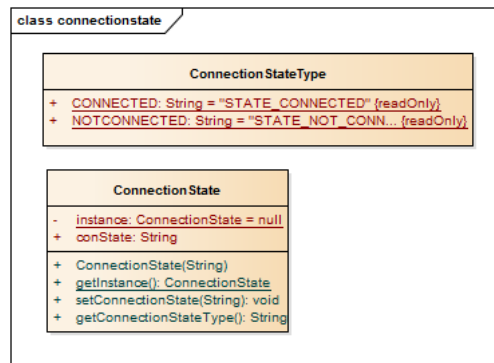 class connectionstate
ConnectionStateType
+ CONNECTED: String = "STATE_CONNECTED" {readOnly}
+ NOTCONNECTED: String = "STATE_NOT_CONN... {readOnly}
ConnectionState
- instance: ConnectionState = null
+ conState: String
+ ConnectionState(String)
+ getInstance(): ConnectionState
+ setConnectionState(String): void
+ getConnectionStateType(): String